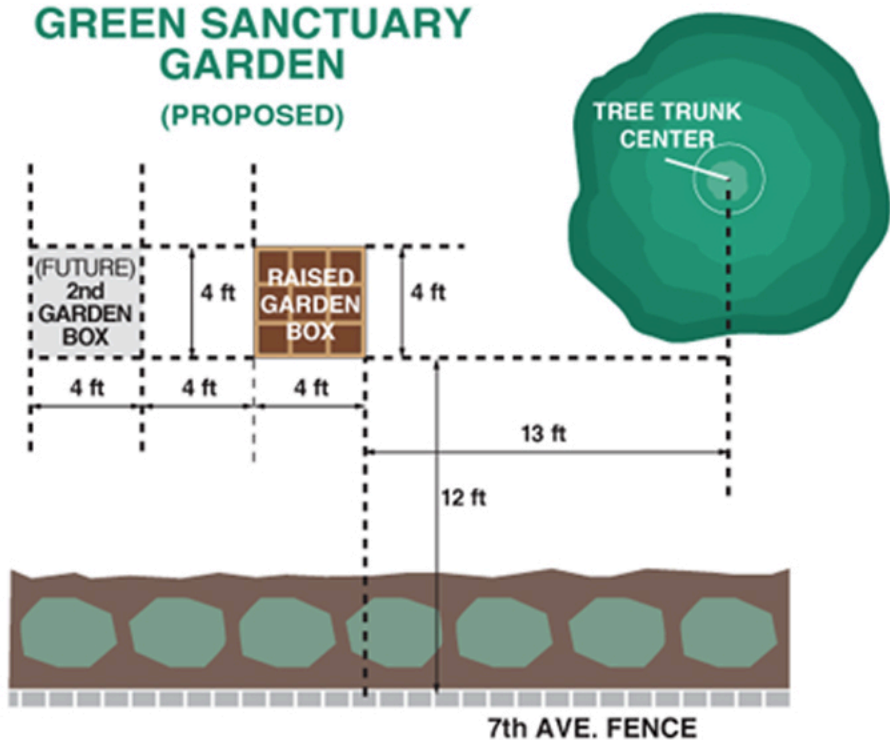 GREEN SANCTUARY
GARDEN
(PROPOSED)
TREE TRUNK
CENTER
(FUTURE)
2nd
GARDEN
BOX
4 ft
RAISED
GARDEN
BOX
4 ft
4 ft
4 ft
4 ft
13 ft
12 ft
7th AVE. FENCE